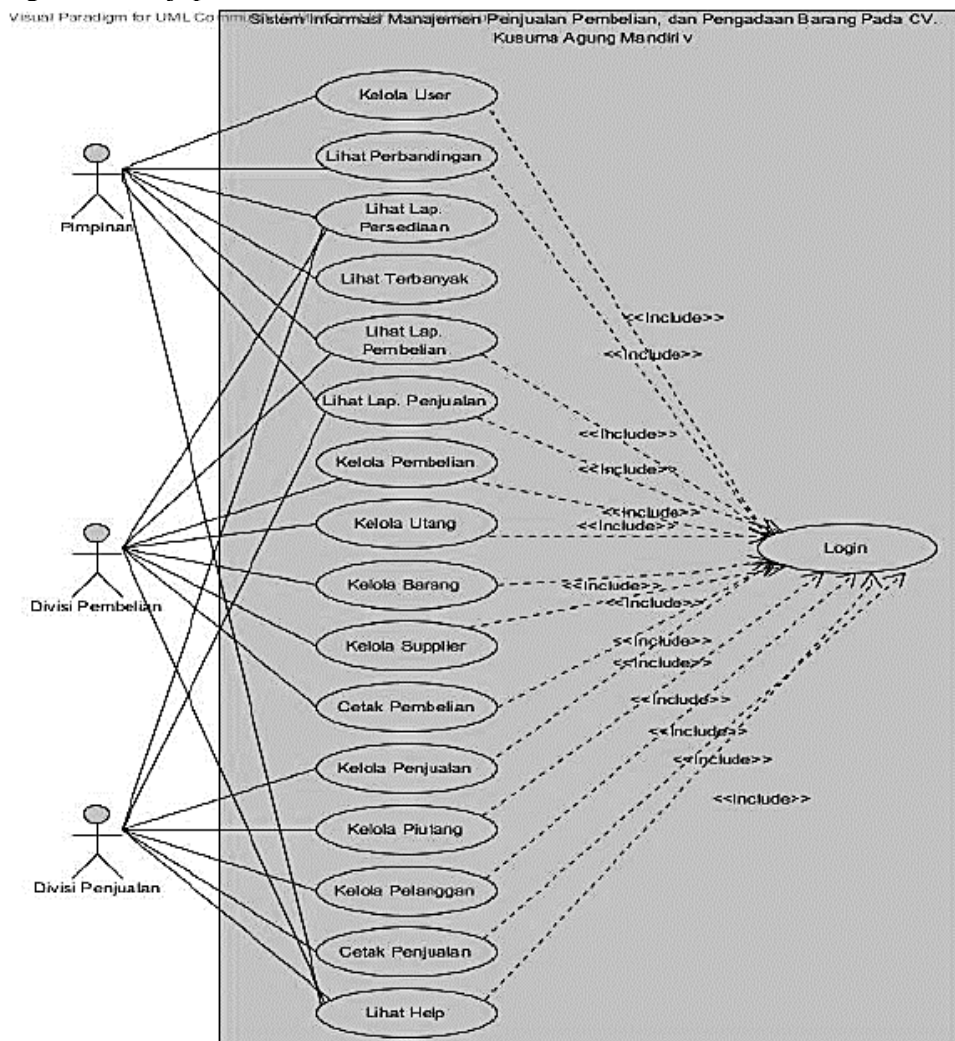 Visual Paradigm for UML Comm
Sistem Informasi Manajemen Penjualan Pembelian, dan Pengadaan Barang Pada CV.
Kusuma Agung Mandiri v
Kelola User
Lihat Perbandingan
Pimpinan
Lihat Lap.
Persediaan
Lihat Terbanyak
<<Include>>
Lihat Lap.
Pembelian
<<Include>>
Lihat Lap. Penjualan
<<Include>>
Kelola Pembelian
<<Include>>
Kelola Utang
<<Include>>
<<Include>>
Login
Kelola Barang
<<Include>>
Divisi Pembelian
<<Include>>
Kelola Supplier
<<Include>>
<<Include>>
Cetak Pembelian
<<Include>>
<<Include>>
Kelola Penjualan
<<Include>>
<<Include>>
Kelola Piutang
Divisi Penjualan
Kelola Pelanggan
Cetak Penjualan
Lihat Help